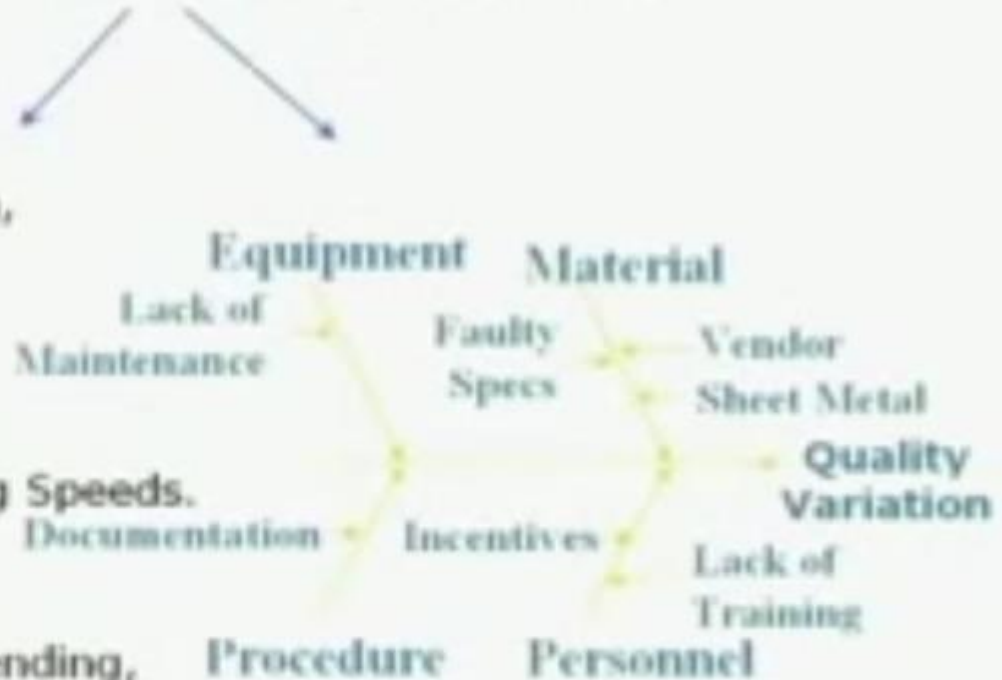 Equipment
Material
Lack of
Maintenance
Faulty
Specs
Vendor
Sheet Metal
Quality
Variation
Speeds.
Documentation
Incentives
Lack of
Training
Procedure
Personnel